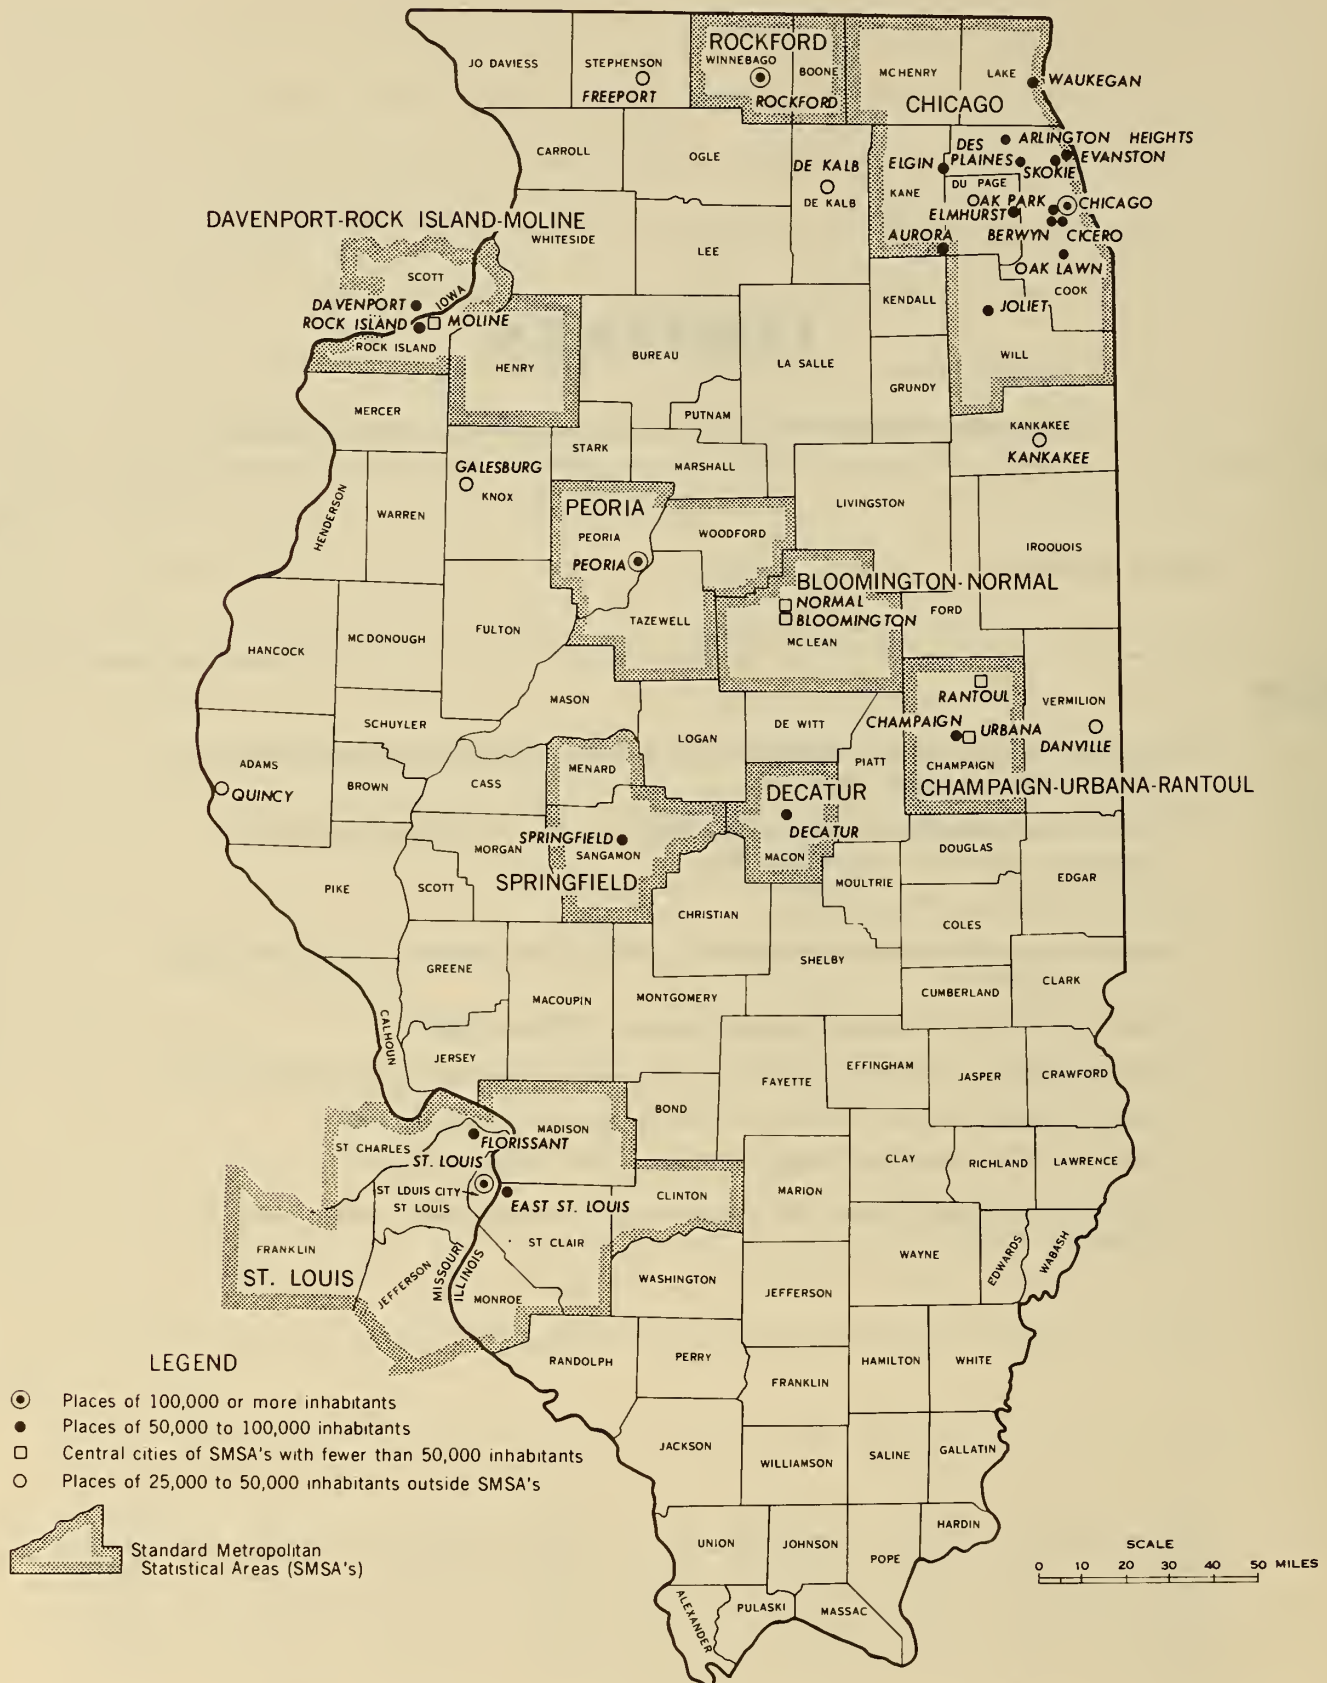 ROCKFORD
JO DAVIESS
STEPHENSON
FREEPORT
WINNEBAGO
ROCKFORD
BOONE
MCHENRY
LAKE
WAUKEGAN
CHICAGO
CARROLL
OGLE
DE KALB
DE KALB
ELGIN
KANE
DES
PLAINES
ARLINGTON HEIGHTS
EVANSTON
SKOKIE
DU PAGE
OAK PARK
CHICAGO
ELMHURST
AURORA
BERWYN
CICERO
OAK LAWN
COOK
JOLIET
WILL
DAVENPORT-ROCK ISLAND-MOLINE
WHITESIDE
LEE
SCOTT
IOWA
DAVENPORT
ROCK ISLAND
MOLINE
ROCK ISLAND
HENRY
BUREAU
LA SALLE
KENDALL
GRUNDY
PUTNAM
MERCER
STARK
MARSHALL
KANKAKEE
KANKAKEE
GALESBURG
KNOX
HENDERSON
WARREN
PEORIA
PEORIA
PEORIA
WOODFORD
LIVINGSTON
IROQUOIS
BLOOMINGTON-NORMAL
NORMAL
BLOOMINGTON
MCLEAN
FORD
TAZEWELL
FULTON
HANCOCK
MCDONOUGH
MASON
SCHUYLER
LOGAN
DE WITT
RANTOUL
CHAMPAIGN
URBANA
CHAMPAIGN
CHAMPAIGN-URBANA-RANTOUL
VERMILION
DANVILLE
PIATT
ADAMS
QUINCY
BROWN
CASS
MENARD
DECATUR
DECATUR
MACON
SPRINGFIELD
SANGAMON
SPRINGFIELD
MORGAN
SCOTT
PIKE
CHRISTIAN
MOULTRIE
DOUGLAS
EDGAR
COLES
SHELBY
CUMBERLAND
CLARK
GREENE
MACOUPIN
MONTGOMERY
CALHOUN
JERSEY
FAYETTE
EFFINGHAM
JASPER
CRAWFORD
BOND
MADISON
FLORISSANT
ST CHARLES
ST. LOUIS
ST LOUIS CITY
ST LOUIS
EAST ST. LOUIS
ST CLAIR
CLINTON
MARION
CLAY
RICHLAND
LAWRENCE
FRANKLIN
ST. LOUIS
JEFFERSON
MISSOURI
ILLINOIS
MONROE
WASHINGTON
JEFFERSON
WAYNE
EDWARDS
WABASH
RANDOLPH
PERRY
FRANKLIN
HAMILTON
WHITE
JACKSON
WILLIAMSON
SALINE
GALLATIN
UNION
JOHNSON
POPE
HARDIN
ALEXANDER
PULASKI
MASSAC
LEGEND
Places of 100,000 or more inhabitants
Places of 50,000 to 100,000 inhabitants
Central cities of SMSA's with fewer than 50,000 inhabitants
Places of 25,000 to 50,000 inhabitants outside SMSA's
Standard Metropolitan
Statistical Areas (SMSA's)
SCALE
0 10 20 30 40 50 MILES